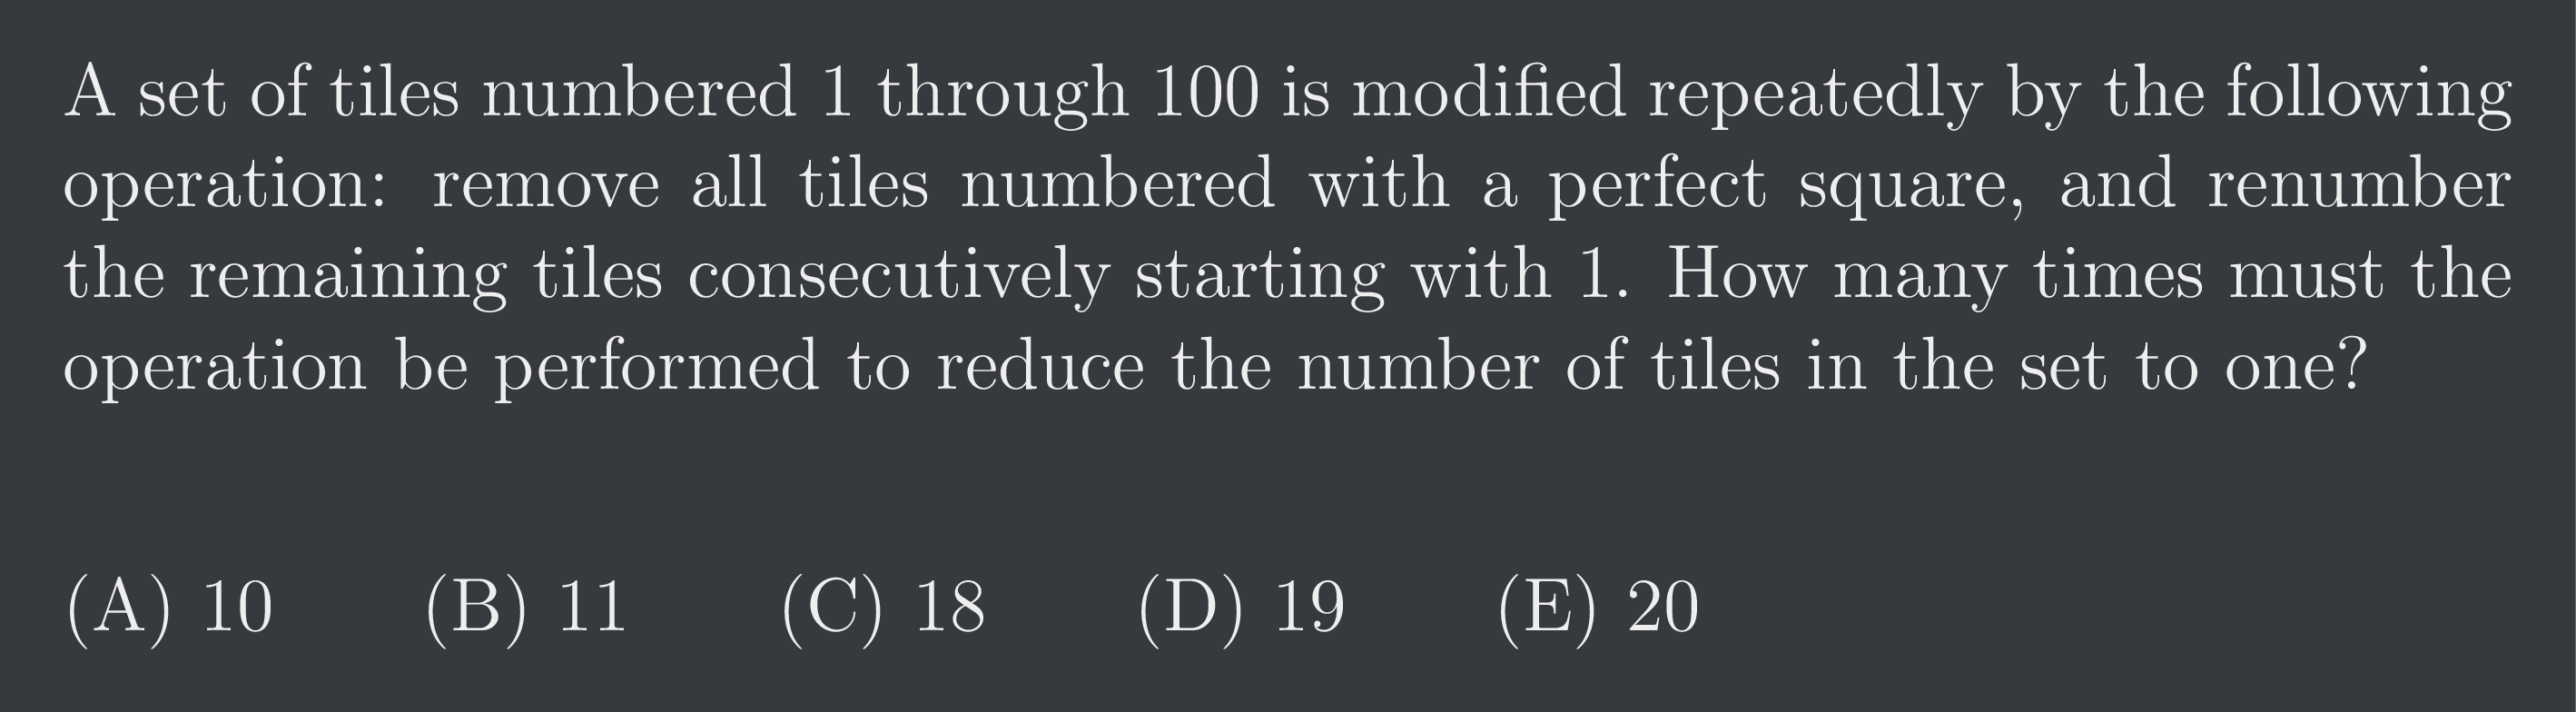 A set of tiles numbered 1 through 100 is modified repeatedly by the following
operation: remove all tiles numbered with a perfect square, and renumber
the remaining tiles consecutively starting with 1. How many times must the
operation be performed to reduce the number of tiles in the set to one?
(A) 10 (B) 11 (C) 18 (D) 19 (E) 20